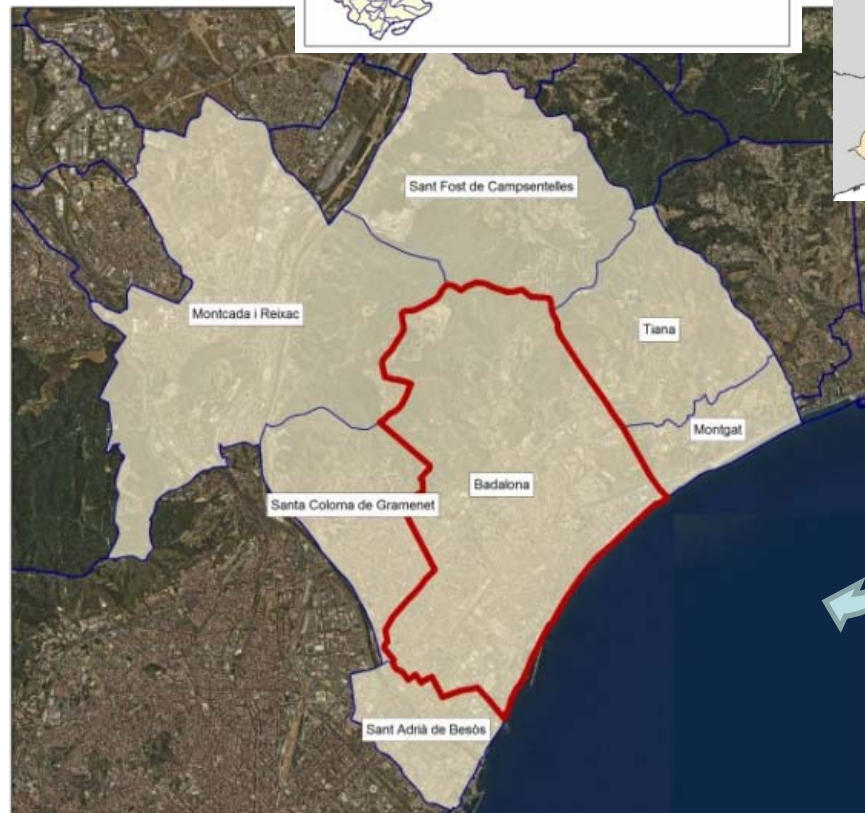 Sant Fost de Campsentelles
Montcada i Reixac
Tiana
Montgat
Badalona
Santa Coloma de Gramenet
Sant Adrià de Besòs